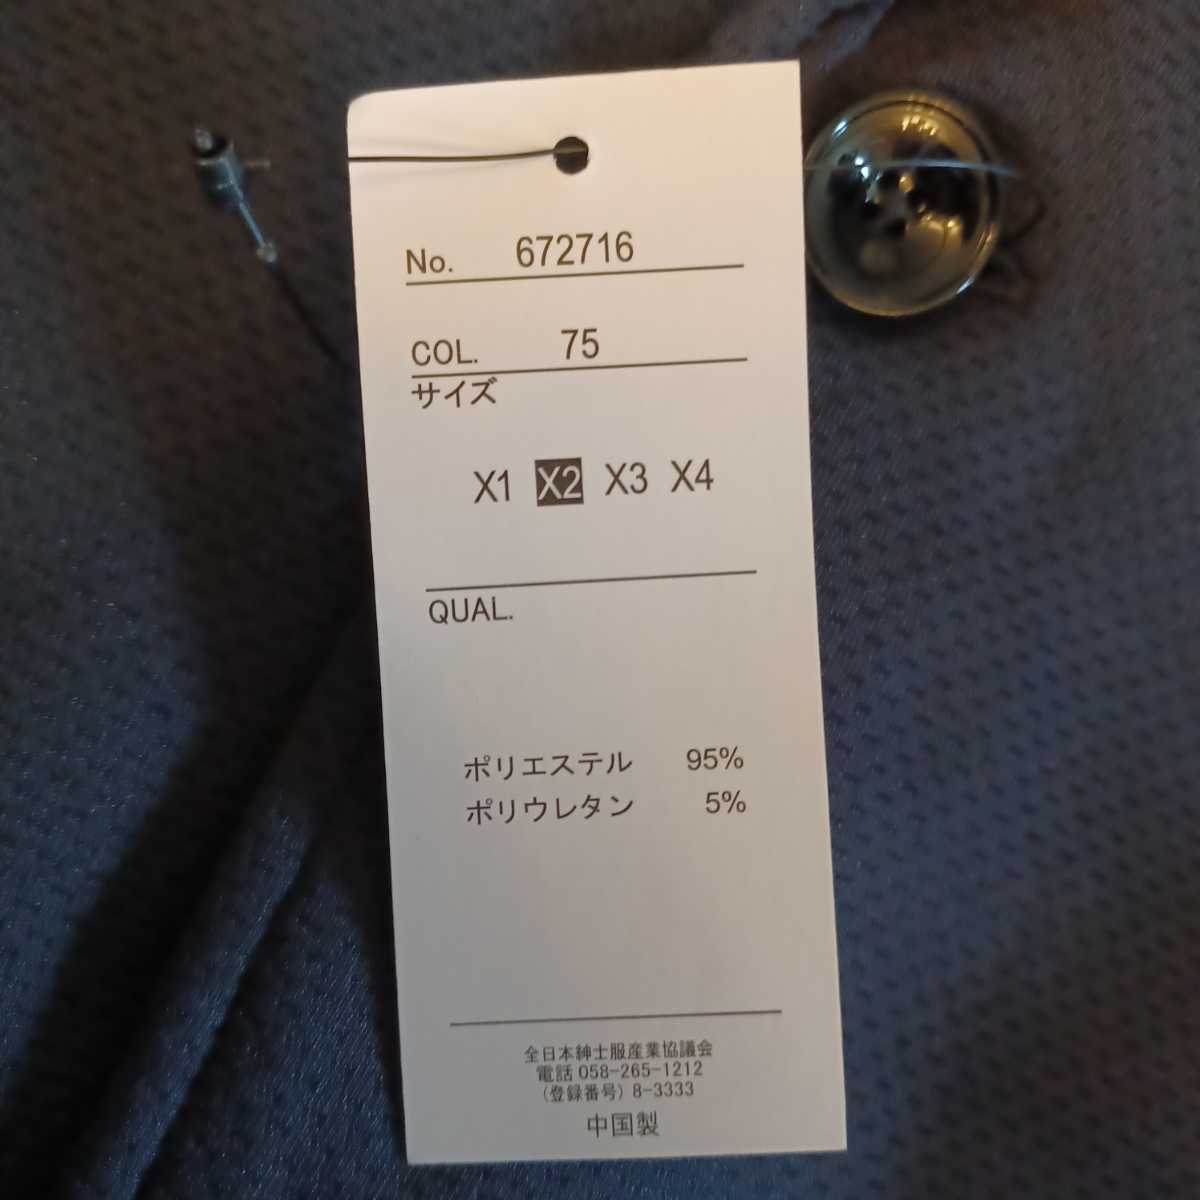 No. 672716
COL. 75
サイズ
X1 X2 X3 X4
QUAL.
ポリエステル 95%
ポリウレタン 5%
全日本紳士服産業協議会
電話 058-265-1212
(登録番号) 8-3333
中国製